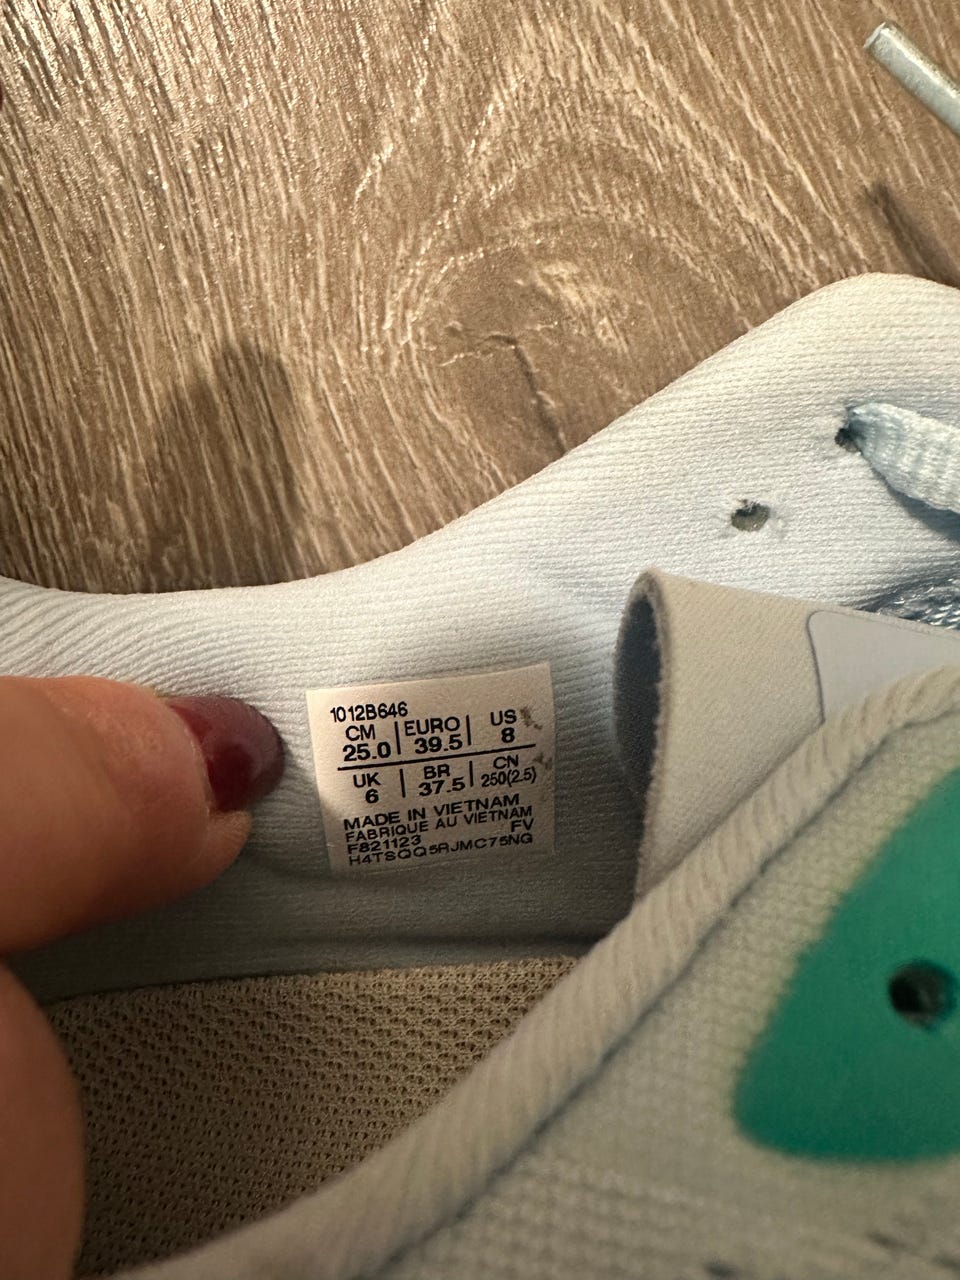 1012B646
CM EURO US
25.0 39.5 8
UK BR CN
6 37.5 250(2.5)
MADE IN VIETNAM
FABRIQUE AU VIETNAM
F821123 FV
H4TSQQ5RJMC75NG